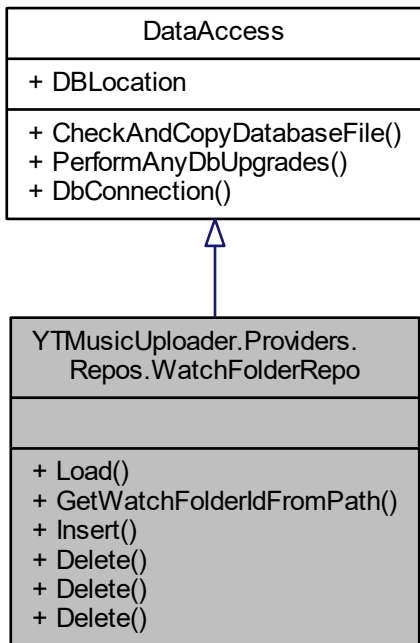 DataAccess
+ DBLocation
+ CheckAndCopyDatabaseFile()
+ PerformAnyDbUpgrades()
+ DbConnection()
YTMusicUploader.Providers.
Repos.WatchFolderRepo
+ Load()
+ GetWatchFolderIdFromPath()
+ Insert()
+ Delete()
+ Delete()
+ Delete()